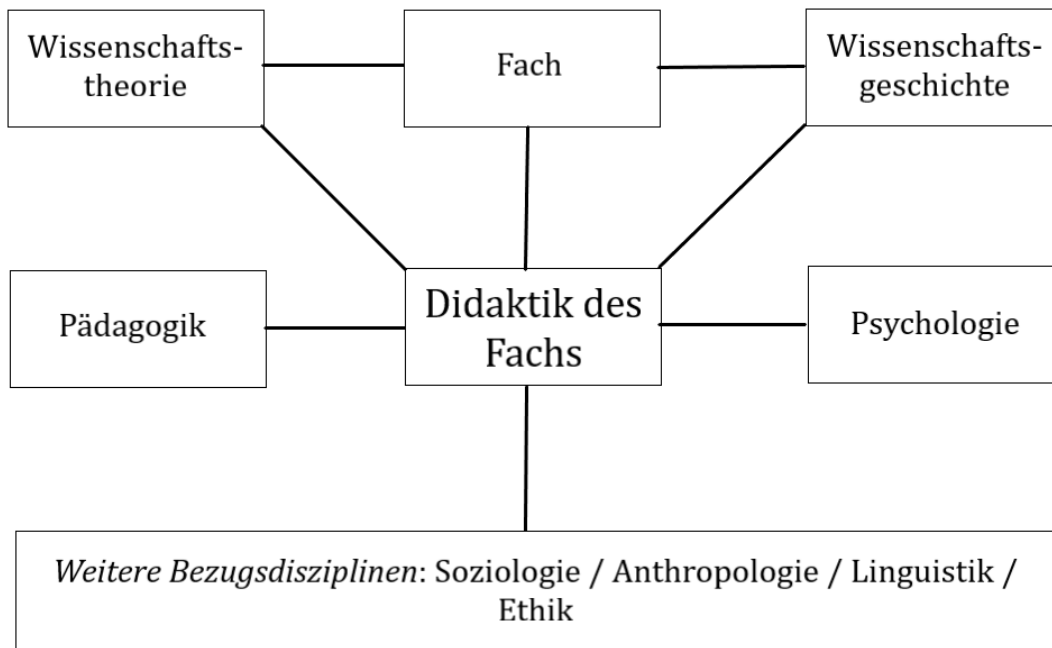 Wissenschafts-
theorie
Fach
Wissenschafts-
geschichte
Pädagogik
Didaktik des
Fachs
Psychologie
Weitere Bezugsdisziplinen: Soziologie / Anthropologie / Linguistik /
Ethik